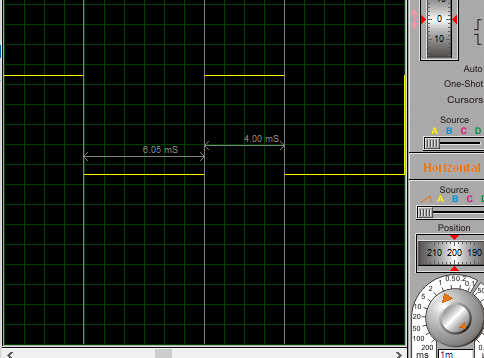 0
10
Auto
One-Shot
Cursors
Source
A B C D
6.05 mS
4.00 mS
Horizontal
Source
A B C D
Position
210 200 190
ms
1m